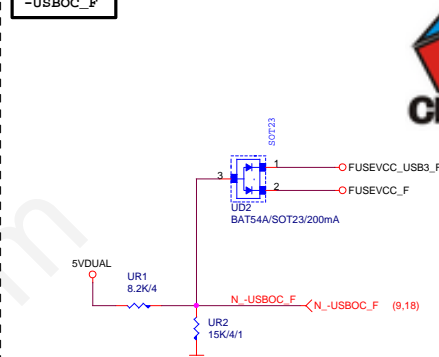 -USBOC_F
SOT23
3
1
FUSEVCC_USB3_F
2
FUSEVCC_F
UD2
BAT54A/SOT23/200mA
5VDUAL
UR1
8.2K/4
N_-USBOC_F
N_-USBOC_F (9,18)
UR2
15K/4/1